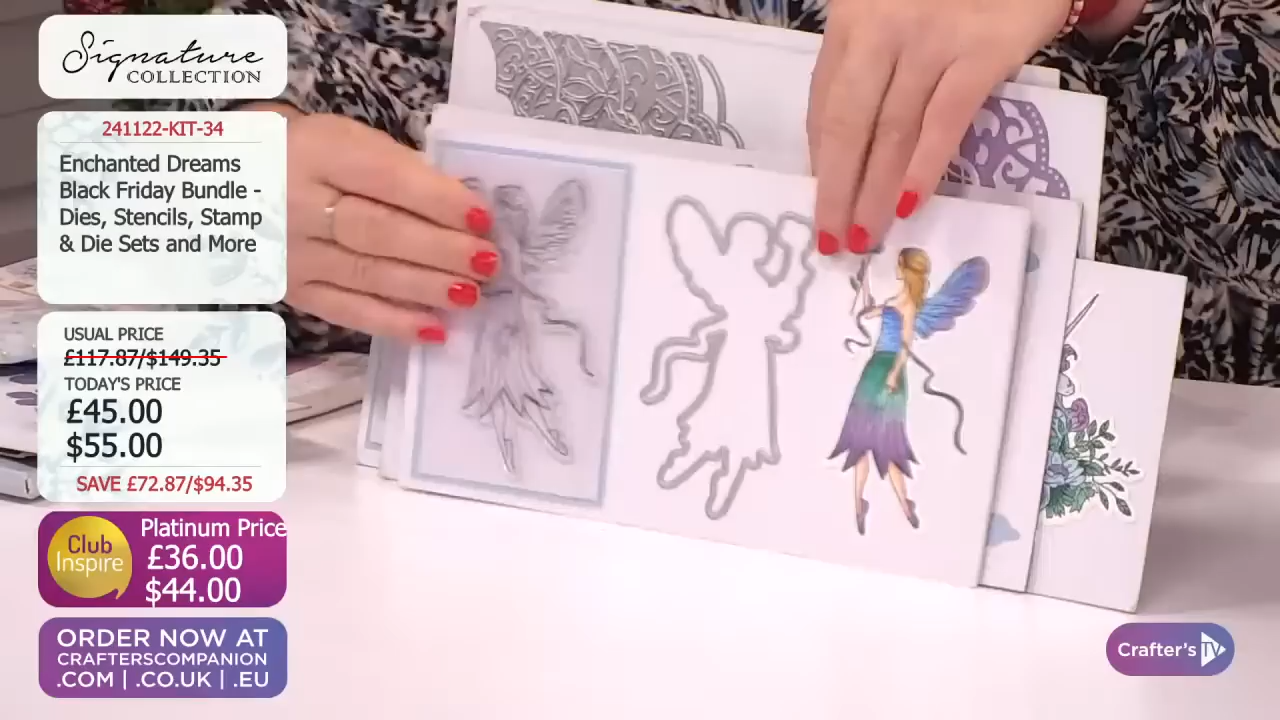 Signature
COLLECTION
241122-KIT-34
Enchanted Dreams
Black Friday Bundle -
Dies, Stencils, Stamp
& Die Sets and More
USUAL PRICE
£117.87/$149.35
TODAY'S PRICE
£45.00
$55.00
SAVE £72.87/$94.35
Club
Inspire
Platinum Price
£36.00
$44.00
ORDER NOW AT
CRAFTERSCOMPANION
.COM | .CO.UK | .EU
Crafter's TV